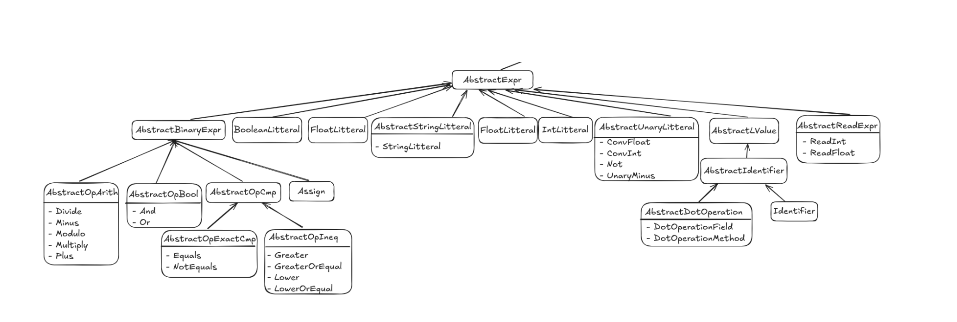 AbstractExpr
AbstractBinaryExpr
BooleanLitteral
FloatLitteral
AbstractStringLitteral
- StringLitteral
FloatLitteral
IntLitteral
AbstractUnaryLitteral
- ConvFloat
- ConvInt
- Not
- UnaryMinus
AbstractLValue
AbstractReadExpr
- ReadInt
- ReadFloat
AbstractIdentifier
AbstractOpArith
- Divide
- Minus
- Modulo
- Multiply
- Plus
AbstractOpBool
- And
- Or
AbstractOpCmp
Assign
AbstractDotOperation
- DotOperationField
- DotOperationMethod
Identifier
AbstractOpExactCmp
- Equals
- NotEquals
AbstractOpIneq
- Greater
- GreaterOrEqual
- Lower
- LowerOrEqual